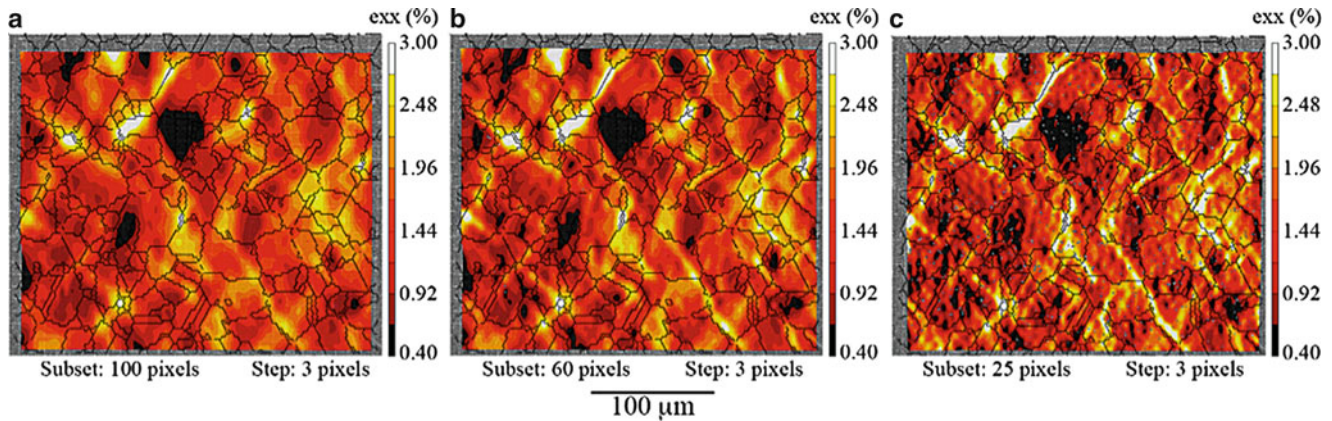 a
exx (%)
3.00
2.48
1.96
1.44
0.92
0.40
Subset: 100 pixels Step: 3 pixels
b
exx (%)
3.00
2.48
1.96
1.44
0.92
0.40
Subset: 60 pixels Step: 3 pixels
100 µm
c
exx (%)
3.00
2.48
1.96
1.44
0.92
0.40
Subset: 25 pixels Step: 3 pixels